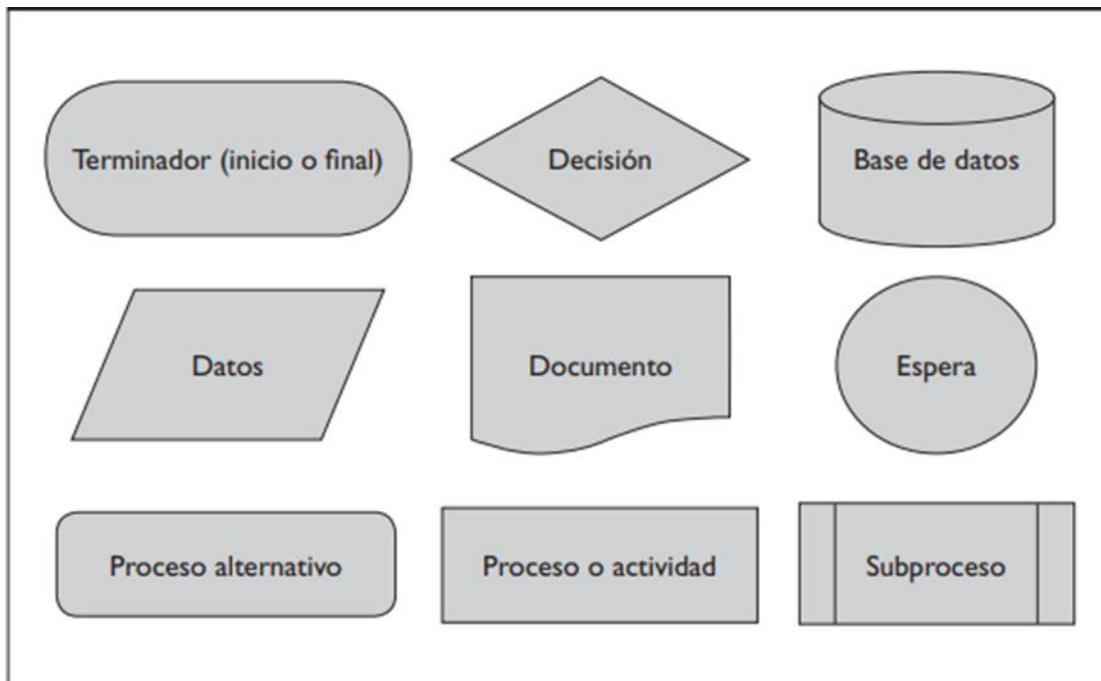 Terminador (inicio o final)
Decisión
Base de datos
Datos
Documento
Espera
Proceso alternativo
Proceso o actividad
Subproceso